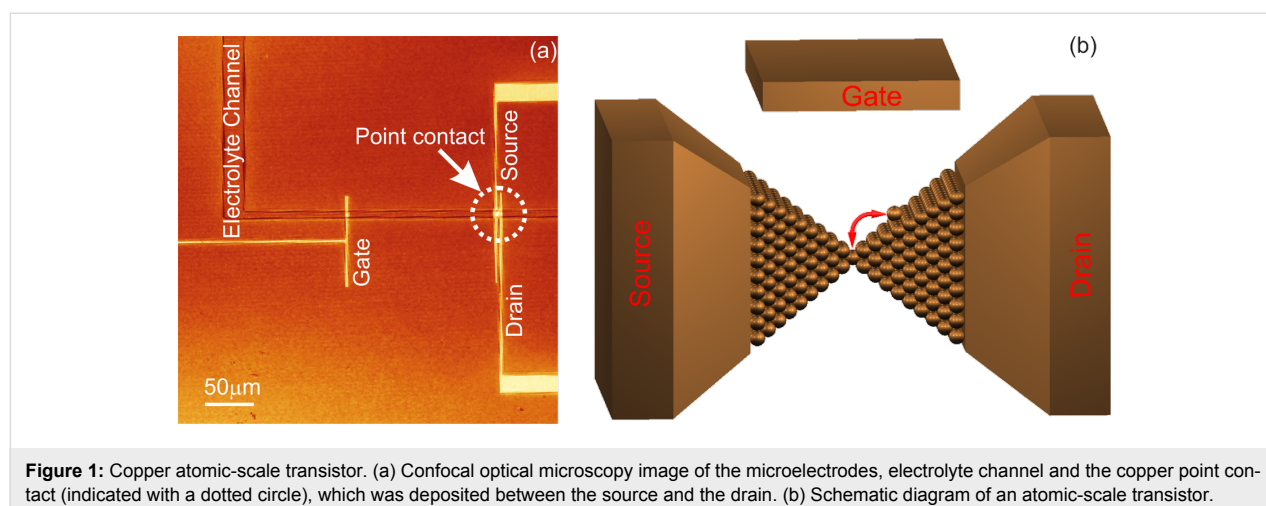 (a)
Electrolyte Channel
Point contact
Source
Gate
Drain
50μm
(b)
Gate
Source
Drain
Figure 1: Copper atomic-scale transistor. (a) Confocal optical microscopy image of the microelectrodes, electrolyte channel and the copper point con-
tact (indicated with a dotted circle), which was deposited between the source and the drain. (b) Schematic diagram of an atomic-scale transistor.